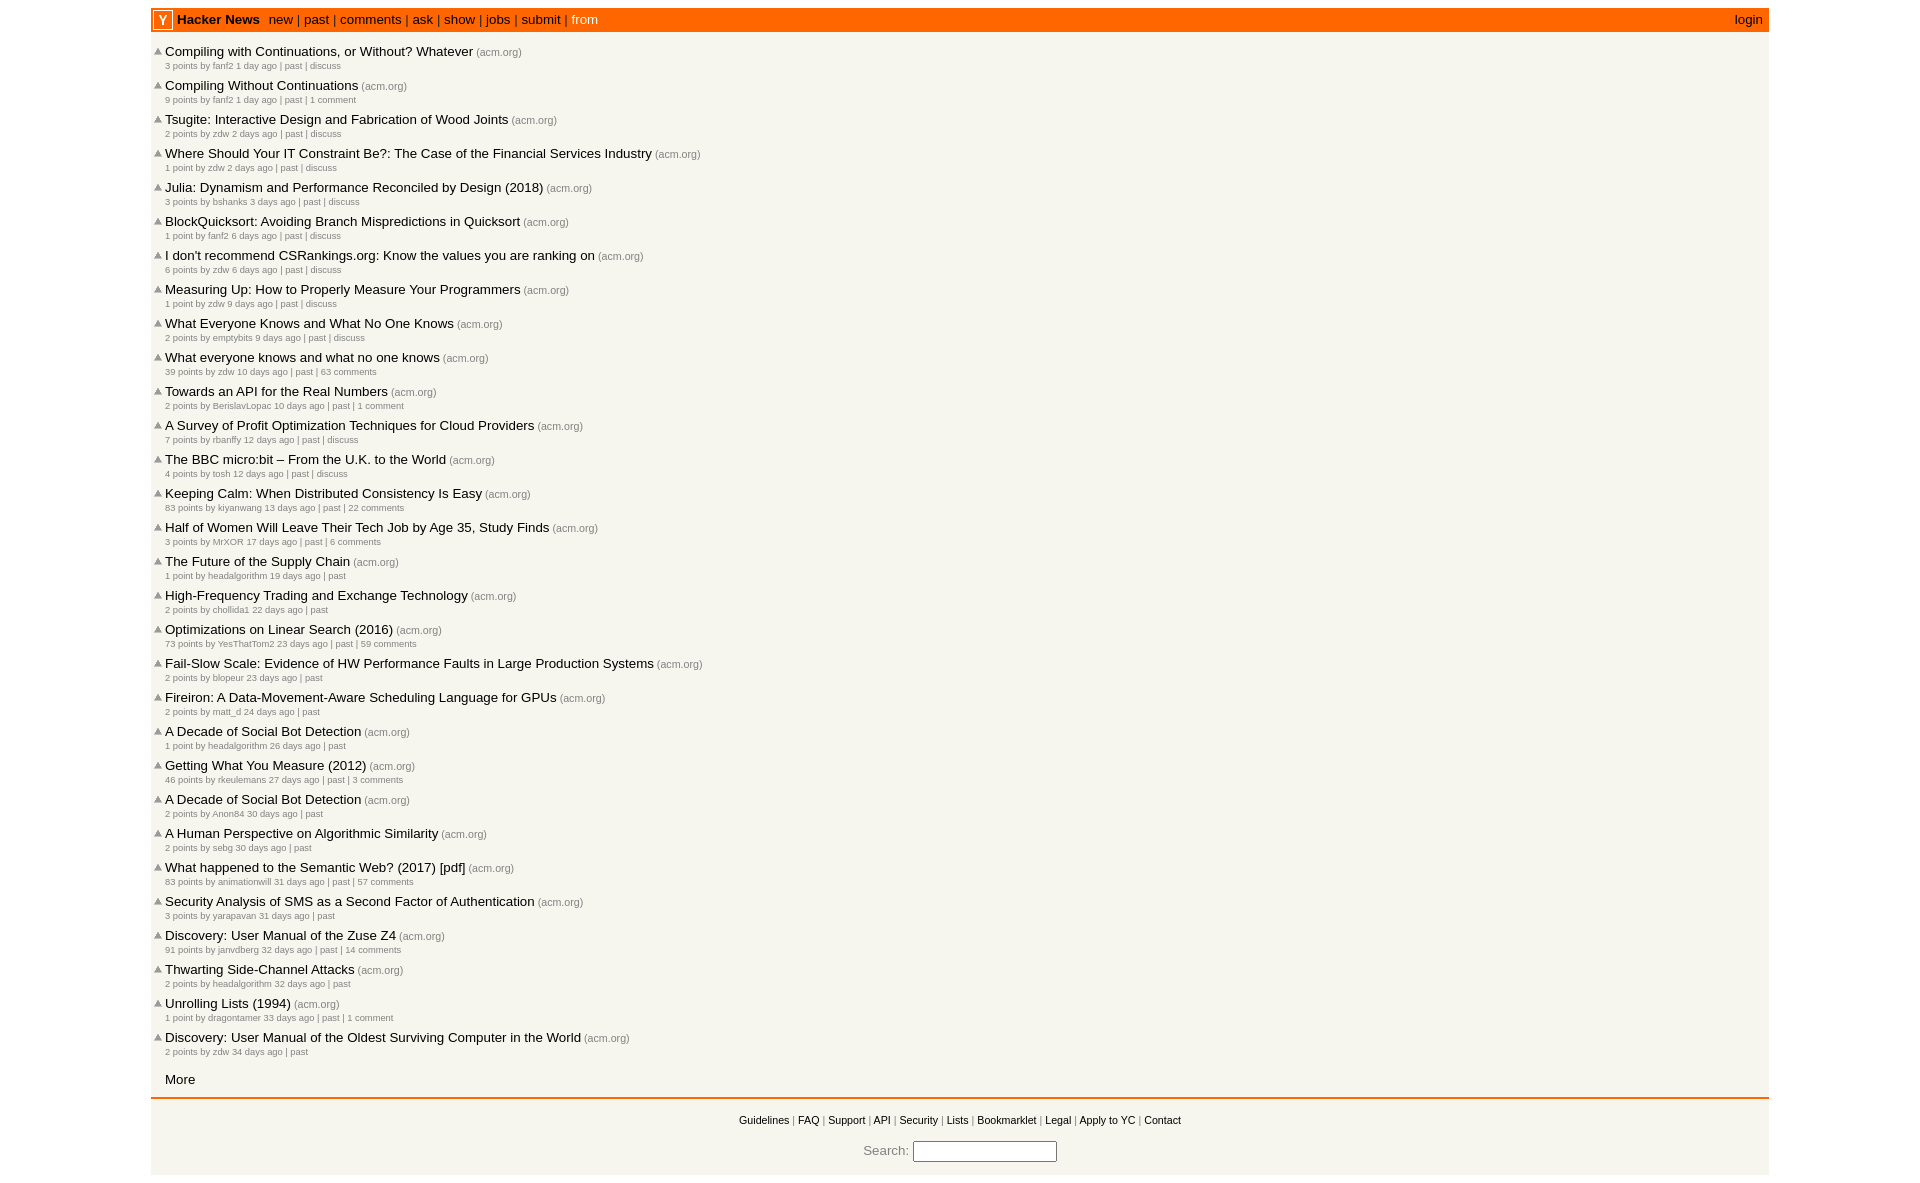 Y Hacker News new | past | comments | ask | show | jobs | submit | from login
Compiling with Continuations, or Without? Whatever (acm.org)
3 points by fanf2 1 day ago | past | discuss
Compiling Without Continuations (acm.org)
9 points by fanf2 1 day ago | past | 1 comment
Tsugite: Interactive Design and Fabrication of Wood Joints (acm.org)
2 points by zdw 2 days ago | past | discuss
Where Should Your IT Constraint Be?: The Case of the Financial Services Industry (acm.org)
1 point by zdw 2 days ago | past | discuss
Julia: Dynamism and Performance Reconciled by Design (2018) (acm.org)
3 points by bshanks 3 days ago | past | discuss
BlockQuicksort: Avoiding Branch Mispredictions in Quicksort (acm.org)
1 point by fanf2 6 days ago | past | discuss
I don't recommend CSRankings.org: Know the values you are ranking on (acm.org)
6 points by zdw 6 days ago | past | discuss
Measuring Up: How to Properly Measure Your Programmers (acm.org)
1 point by zdw 9 days ago | past | discuss
What Everyone Knows and What No One Knows (acm.org)
2 points by emptybits 9 days ago | past | discuss
What everyone knows and what no one knows (acm.org)
39 points by zdw 10 days ago | past | 63 comments
Towards an API for the Real Numbers (acm.org)
2 points by BerislavLopac 10 days ago | past | 1 comment
A Survey of Profit Optimization Techniques for Cloud Providers (acm.org)
7 points by rbanffy 12 days ago | past | discuss
The BBC micro:bit – From the U.K. to the World (acm.org)
4 points by tosh 12 days ago | past | discuss
Keeping Calm: When Distributed Consistency Is Easy (acm.org)
83 points by kiyanwang 13 days ago | past | 22 comments
Half of Women Will Leave Their Tech Job by Age 35, Study Finds (acm.org)
3 points by MrXOR 17 days ago | past | 6 comments
The Future of the Supply Chain (acm.org)
1 point by headalgorithm 19 days ago | past
High-Frequency Trading and Exchange Technology (acm.org)
2 points by chollida1 22 days ago | past
Optimizations on Linear Search (2016) (acm.org)
73 points by YesThatTom2 23 days ago | past | 59 comments
Fail-Slow Scale: Evidence of HW Performance Faults in Large Production Systems (acm.org)
2 points by blopeur 23 days ago | past
Fireiron: A Data-Movement-Aware Scheduling Language for GPUs (acm.org)
2 points by matt_d 24 days ago | past
A Decade of Social Bot Detection (acm.org)
1 point by headalgorithm 26 days ago | past
Getting What You Measure (2012) (acm.org)
46 points by rkeulemans 27 days ago | past | 3 comments
A Decade of Social Bot Detection (acm.org)
2 points by Anon84 30 days ago | past
A Human Perspective on Algorithmic Similarity (acm.org)
2 points by sebg 30 days ago | past
What happened to the Semantic Web? (2017) [pdf] (acm.org)
83 points by animationwill 31 days ago | past | 57 comments
Security Analysis of SMS as a Second Factor of Authentication (acm.org)
3 points by yarapavan 31 days ago | past
Discovery: User Manual of the Zuse Z4 (acm.org)
91 points by janvdberg 32 days ago | past | 14 comments
Thwarting Side-Channel Attacks (acm.org)
2 points by headalgorithm 32 days ago | past
Unrolling Lists (1994) (acm.org)
1 point by dragontamer 33 days ago | past | 1 comment
Discovery: User Manual of the Oldest Surviving Computer in the World (acm.org)
2 points by zdw 34 days ago | past
More
Guidelines | FAQ | Support | API | Security | Lists | Bookmarklet | Legal | Apply to YC | Contact
Search: